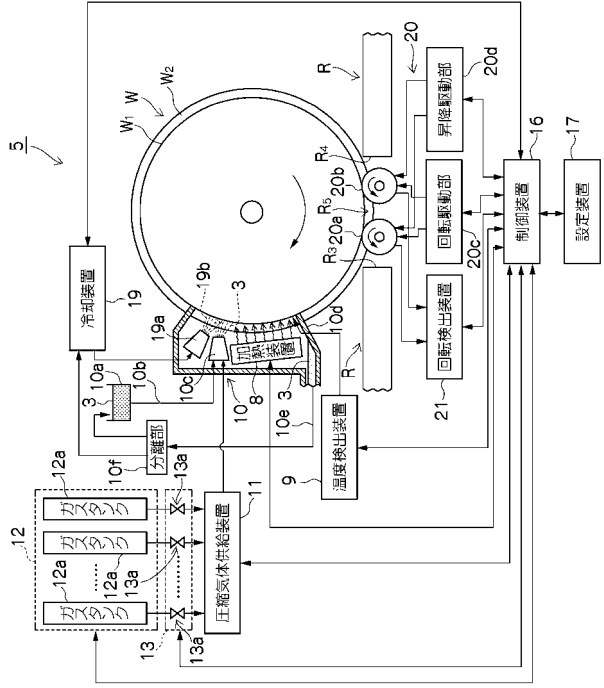 5
W
W1
W2
冷却装置
19
19a
19b
3
10a
3
10b
10c
10
8
加熱装置
10d
3
10e
分離部
10f
温度検出装置
9
12
12a
ガスタンク
12a
ガスタンク
12a
ガスタンク
13a
13a
13a
13
圧縮気体供給装置
11
R
R
R3
R4
R5
20
20a
20b
20c
回転駆動部
20d
昇降駆動部
回転検出装置
21
制御装置
16
設定装置
17